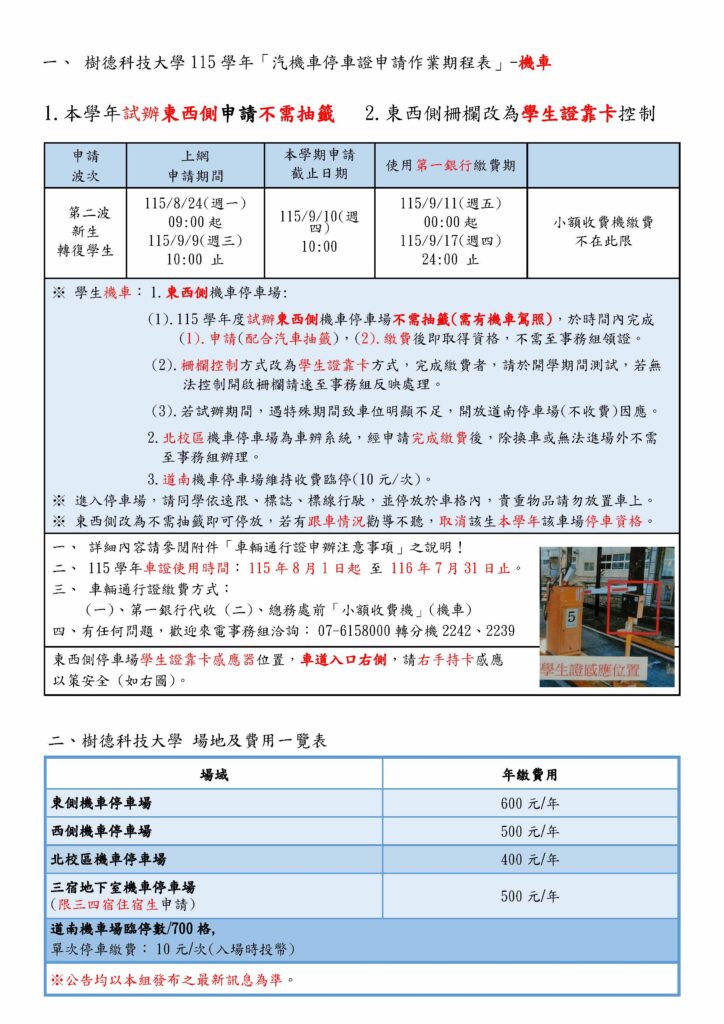 一、 樹德科技大學 115 學年「汽機車停車證申請作業期程表」-機車
1.本學年試辦東西側申請不需抽籤 2.東西側柵欄改為學生證靠卡控制
申請
波次
上網
申請期間
本學期申請
截止日期
使用第一銀行繳費期
第二波
新生
轉復學生
115/8/24(週一)
09:00 起
115/9/9(週三)
10:00 止
115/9/10(週
四)
10:00
115/9/11(週五)
00:00 起
115/9/17(週四)
24:00 止
小額收費機繳費
不在此限
※ 學生機車：1.東西側機車停車場:
(1).115 學年度試辦東西側機車停車場不需抽籤(需有機車駕照)，於時間內完成
(1).申請(配合汽車抽籤)，(2).繳費後即取得資格，不需至事務組領證。
(2).柵欄控制方式改為學生證靠卡方式，完成繳費者，請於開學期間測試，若無
法控制開啟柵欄請速至事務組反映處理。
(3).若試辦期間，遇特殊期間致車位明顯不足，開放道南停車場(不收費)因應。
2.北校區機車停車場為車辦系統，經申請完成繳費後，除換車或無法進場外不需
至事務組辦理。
3.道南機車停車場維持收費臨停(10 元/次)。
※ 進入停車場，請同學依速限、標誌、標線行駛，並停放於車格內，貴重物品請勿放置車上。
※ 東西側改為不需抽籤即可停放，若有跟車情況勸導不聽，取消該生本學年該車場停車資格。
一、 詳細內容請參閱附件「車輛通行證申辦注意事項」之說明！
二、 115 學年車證使用時間： 115 年 8 月 1 日起 至 116 年 7 月 31 日止。
三、 車輛通行證繳費方式：
(一)、第一銀行代收 (二)、總務處前「小額收費機」(機車)
四、有任何問題，歡迎來電事務組洽詢： 07-6158000 轉分機 2242、2239
5
學生證感應位置
東西側停車場學生證靠卡感應器位置，車道入口右側，請右手持卡感應
以策安全（如右圖）。
二、樹德科技大學 場地及費用一覽表
場域 年繳費用
東側機車停車場 600 元/年
西側機車停車場 500 元/年
北校區機車停車場 400 元/年
三宿地下室機車停車場
(限三四宿住宿生申請)
500 元/年
道南機車場臨停數/700 格,
單次停車繳費： 10 元/次(入場時投幣)
※公告均以本組發布之最新訊息為準。